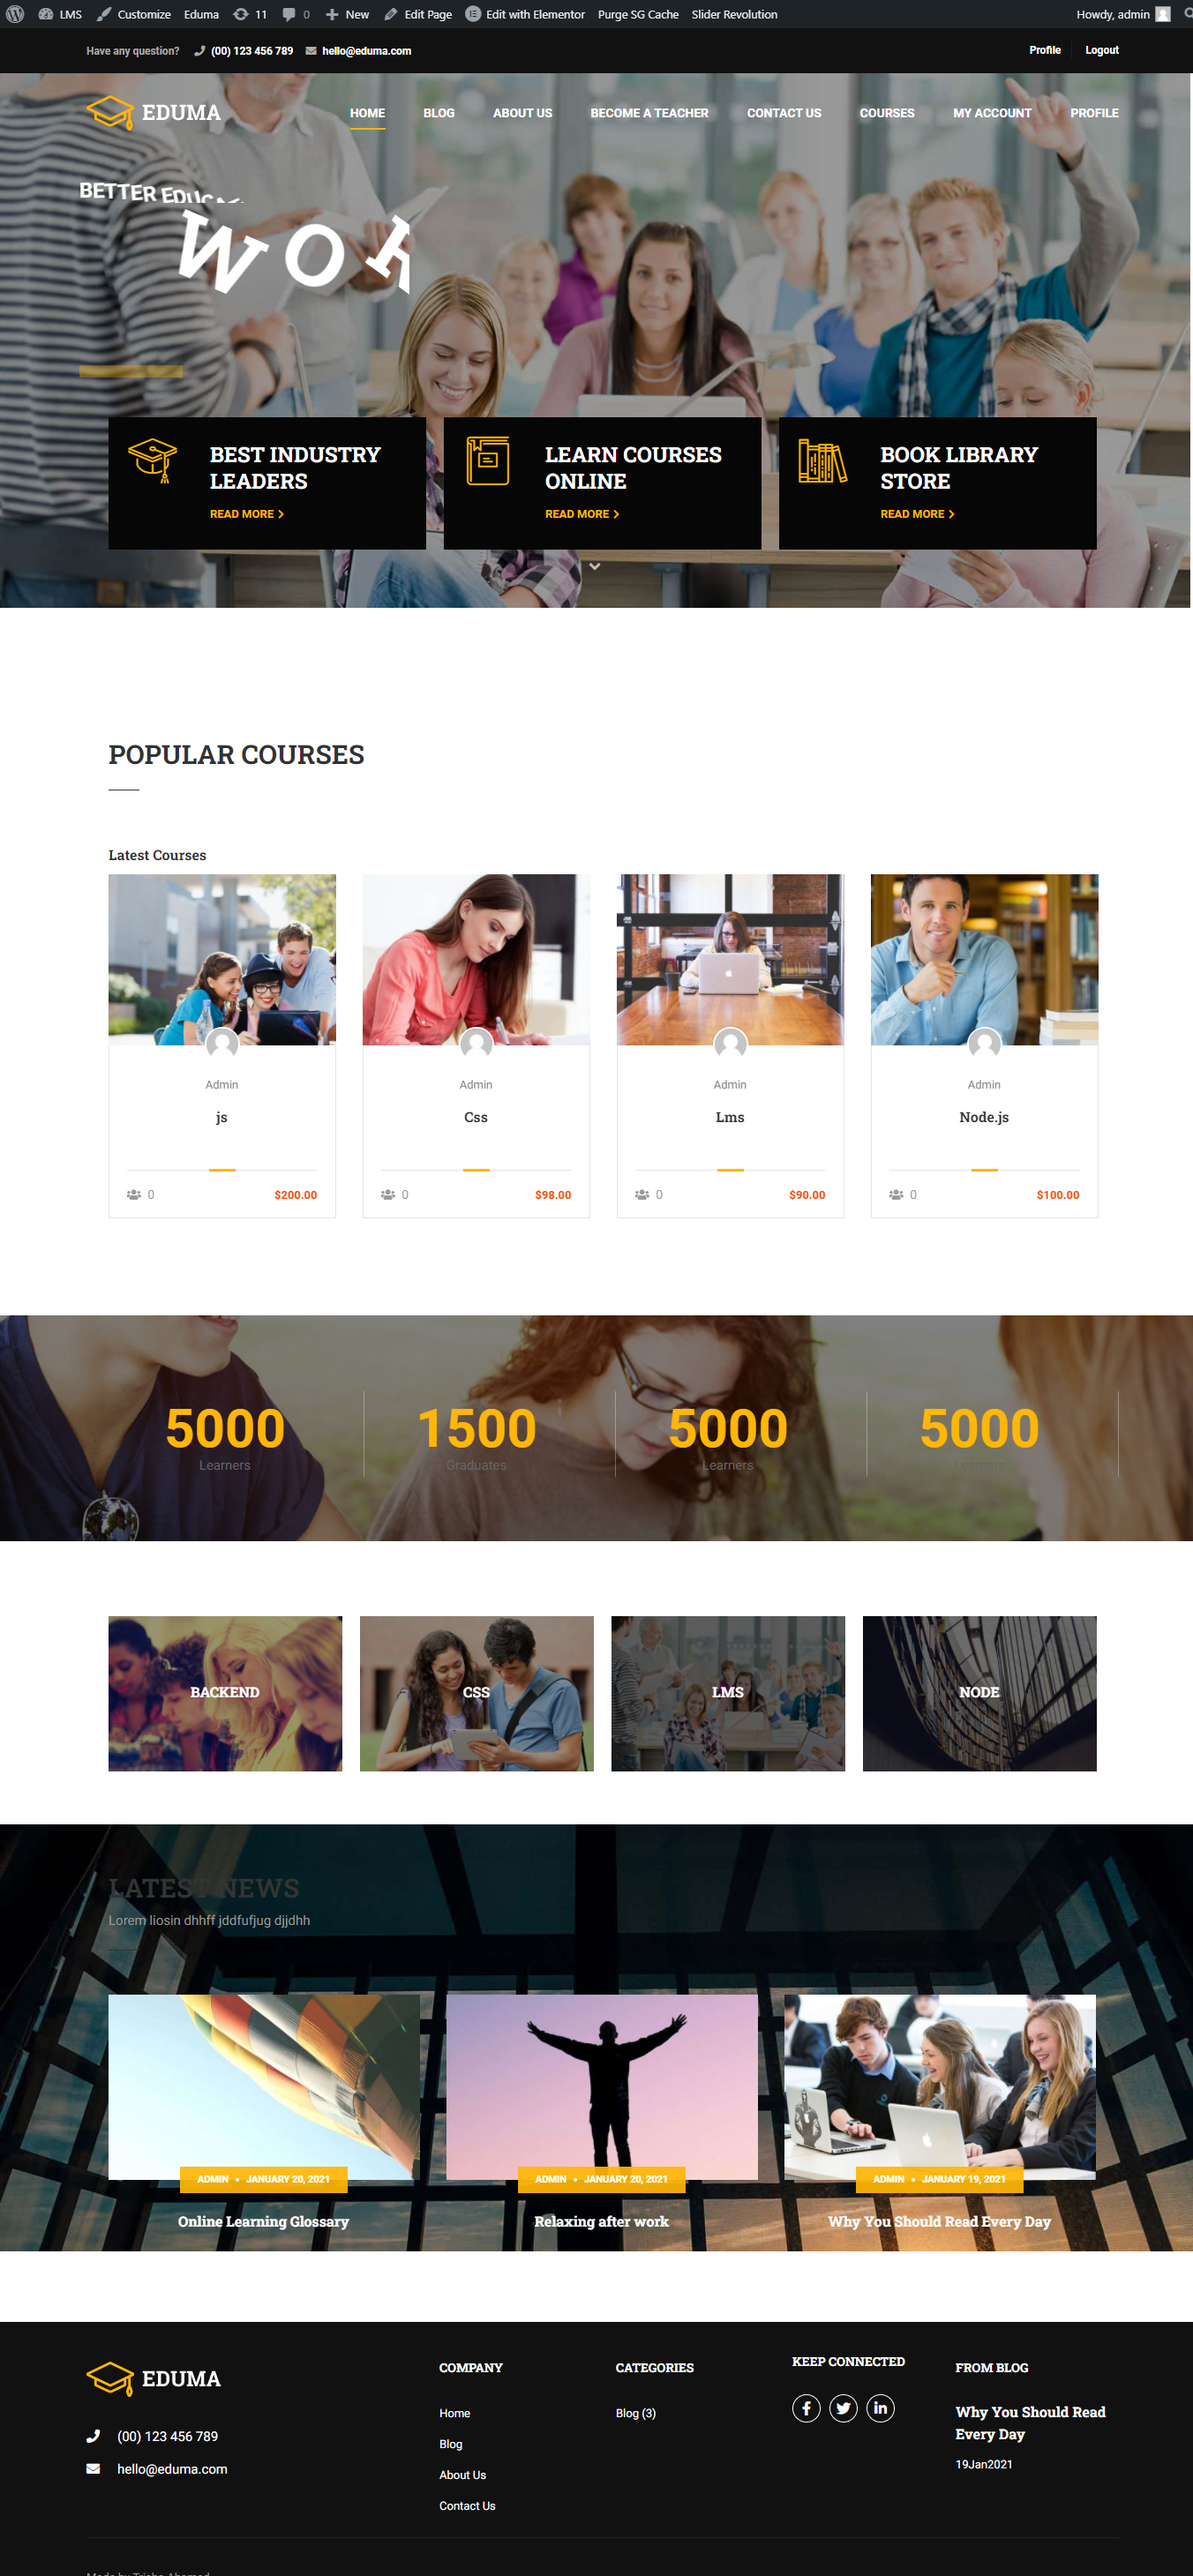 LMS Customize Eduma 11 0 New Edit Page Edit with Elementor Purge SG Cache Slider Revolution Howdy, admin
Have any question? (00) 123 456 789 hello@eduma.com Profile Logout
EDUMA HOME BLOG ABOUT US BECOME A TEACHER CONTACT US COURSES MY ACCOUNT PROFILE
BETTER
WO
BEST INDUSTRY
LEADERS
READ MORE
LEARN COURSES
ONLINE
READ MORE
BOOK LIBRARY
STORE
READ MORE
POPULAR COURSES
Latest Courses
Admin
js
0 $200.00
Admin
Css
0 $98.00
Admin
Lms
0 $90.00
Admin
Node.js
0 $100.00
5000
Learners
1500
Graduates
5000
Learners
5000
Learners
BACKEND
CSS
LMS
NODE
LATEST NEWS
Lorem liosin dhhff jddfufjug djjdhh
ADMIN • JANUARY 20, 2021
Online Learning Glossary
ADMIN • JANUARY 20, 2021
Relaxing after work
ADMIN • JANUARY 19, 2021
Why You Should Read Every Day
EDUMA
(00) 123 456 789
hello@eduma.com
COMPANY
Home
Blog
About Us
Contact Us
CATEGORIES
Blog (3)
KEEP CONNECTED
FROM BLOG
Why You Should Read
Every Day
19Jan2021